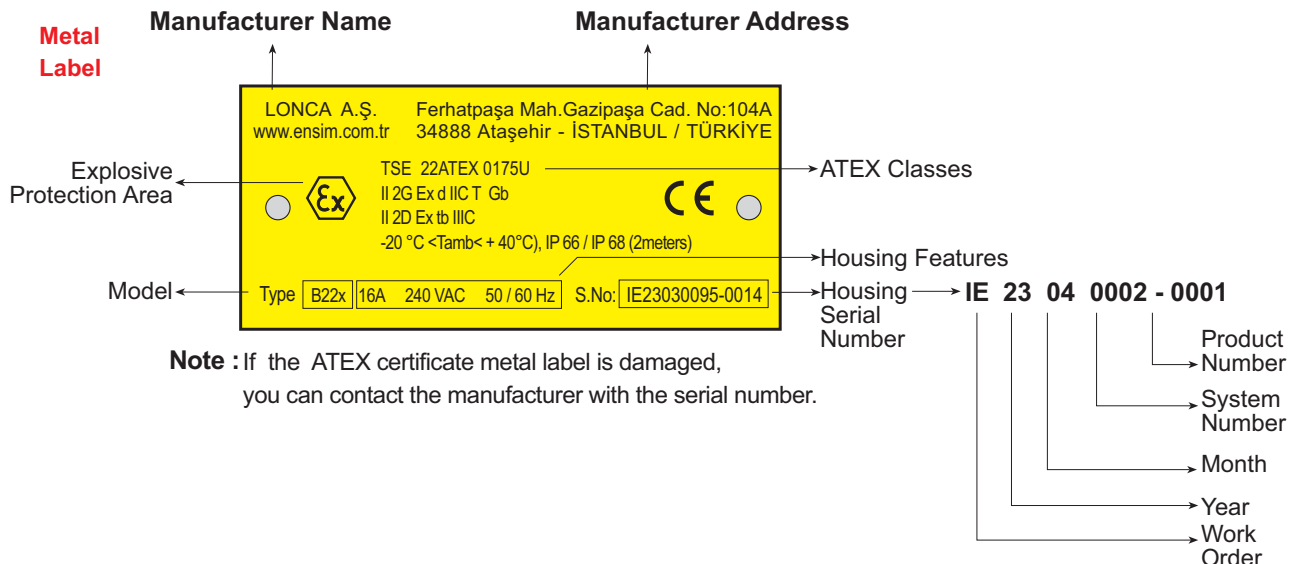 Metal
Label
Manufacturer Name
Manufacturer Address
LONCA A.Ş.
www.ensim.com.tr
Ferhatpaşa Mah.Gazipaşa Cad. No:104A
34888 Ataşehir - İSTANBUL / TÜRKİYE
Explosive
Protection Area
Ex
TSE 22ATEX 0175U
II 2G Ex d IIC T Gb
II 2D Ex tb IIIC
-20 °C <Tamb< + 40°C), IP 66 / IP 68 (2meters)
CE
ATEX Classes
Housing Features
Model
Type B22x 16A 240 VAC 50 / 60 Hz S.No: IE23030095-0014
Housing
Serial
Number
IE 23 04 0002 - 0001
Product
Number
System
Number
Month
Year
Work
Order
Note : If the ATEX certificate metal label is damaged,
you can contact the manufacturer with the serial number.